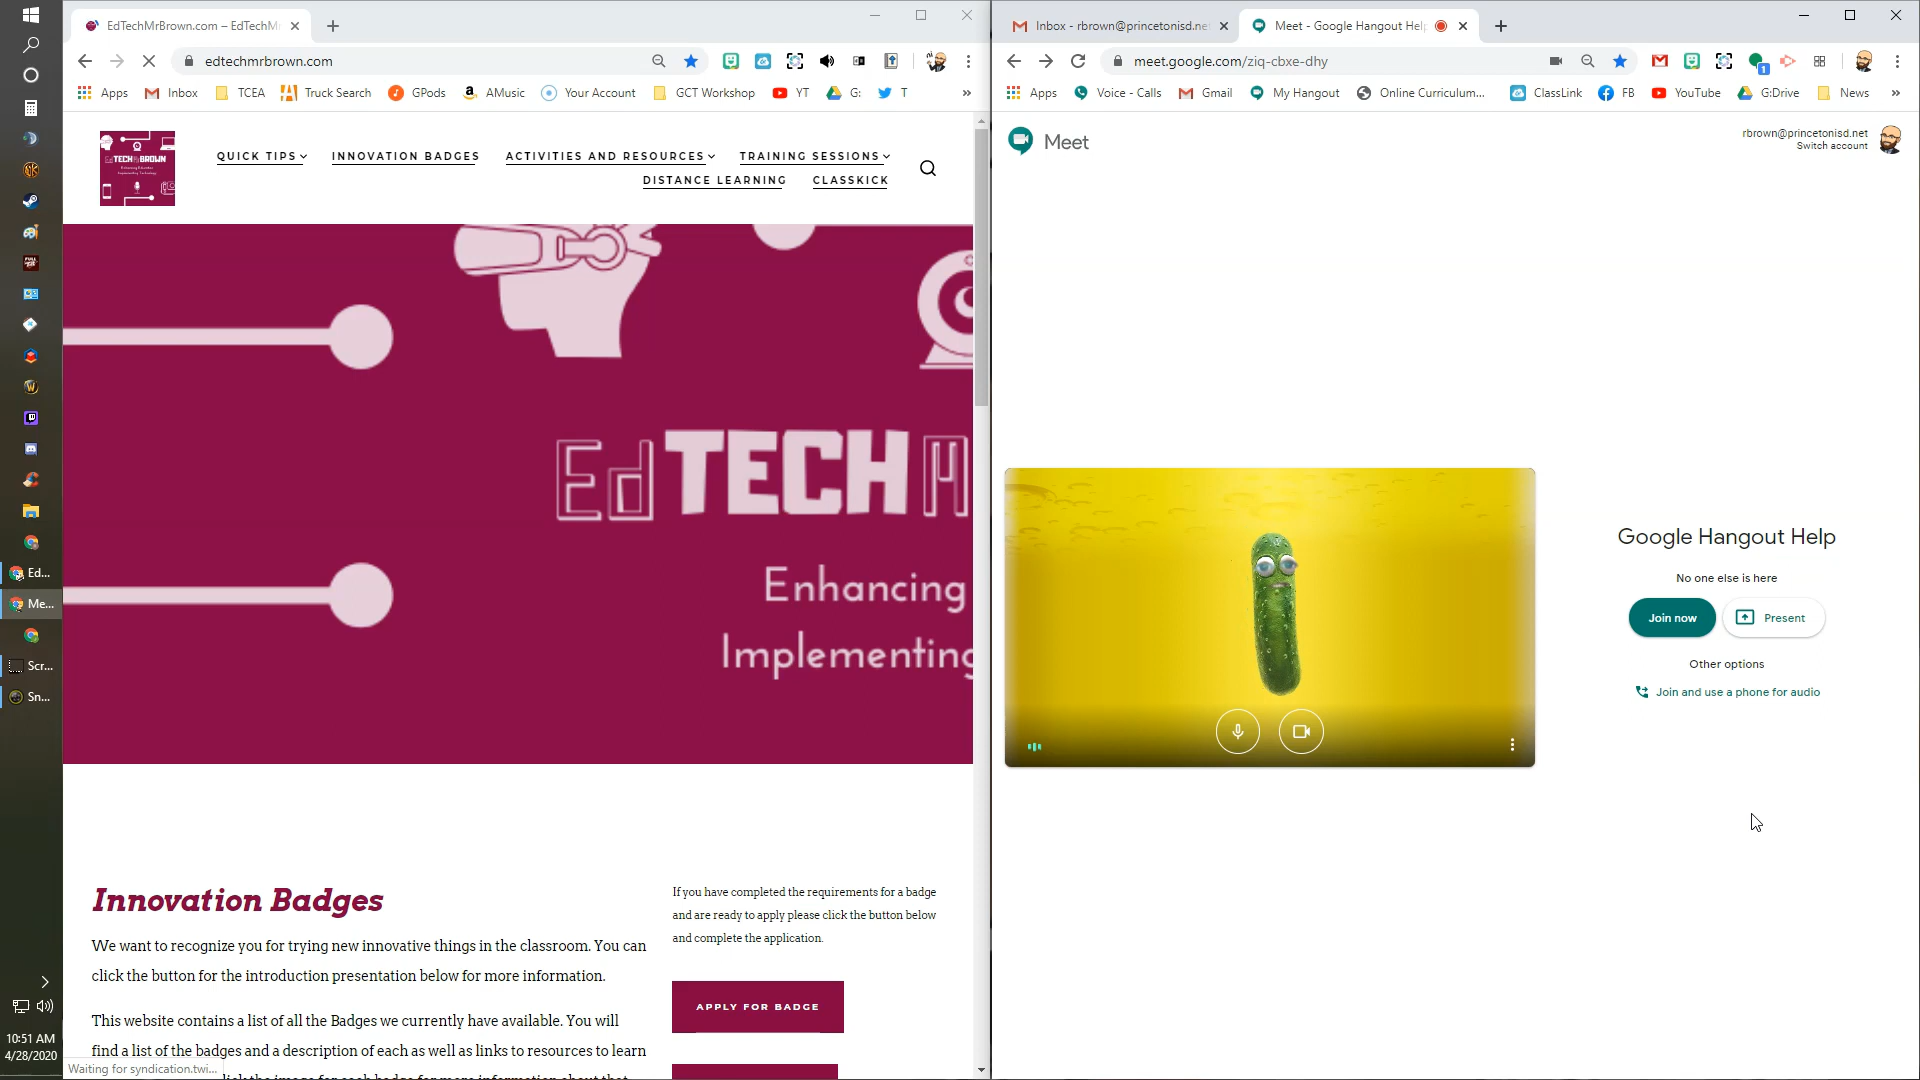 EdTechMrBrown.com – EdTechM
edtechmrbrown.com
Apps
Inbox
TCEA
Truck Search
GPods
AMusic
Your Account
GCT Workshop
YT
G:
T
»
EdTECHMrBROWN
QUICK TIPS
INNOVATION BADGES
ACTIVITIES AND RESOURCES
TRAINING SESSIONS
DISTANCE LEARNING
CLASSKICK
EdTECHM
Enhancing
Implementing
Innovation Badges
We want to recognize you for trying new innovative things in the classroom. You can
click the button for the introduction presentation below for more information.
This website contains a list of all the Badges we currently have available. You will
find a list of the badges and a description of each as well as links to resources to learn
If you have completed the requirements for a badge
and are ready to apply please click the button below
and complete the application.
APPLY FOR BADGE
Waiting for syndication.twi...
Ed...
Me...
Scr...
Sn...
10:51 AM
4/28/2020
Inbox - rbrown@princetonisd.ne
Meet - Google Hangout Hel
meet.google.com/ziq-cbxe-dhy
1
Apps
Voice - Calls
Gmail
My Hangout
Online Curriculum...
ClassLink
FB
YouTube
G:Drive
News
»
Meet
rbrown@princetonisd.net
Switch account
Google Hangout Help
No one else is here
Join now
Present
Other options
Join and use a phone for audio